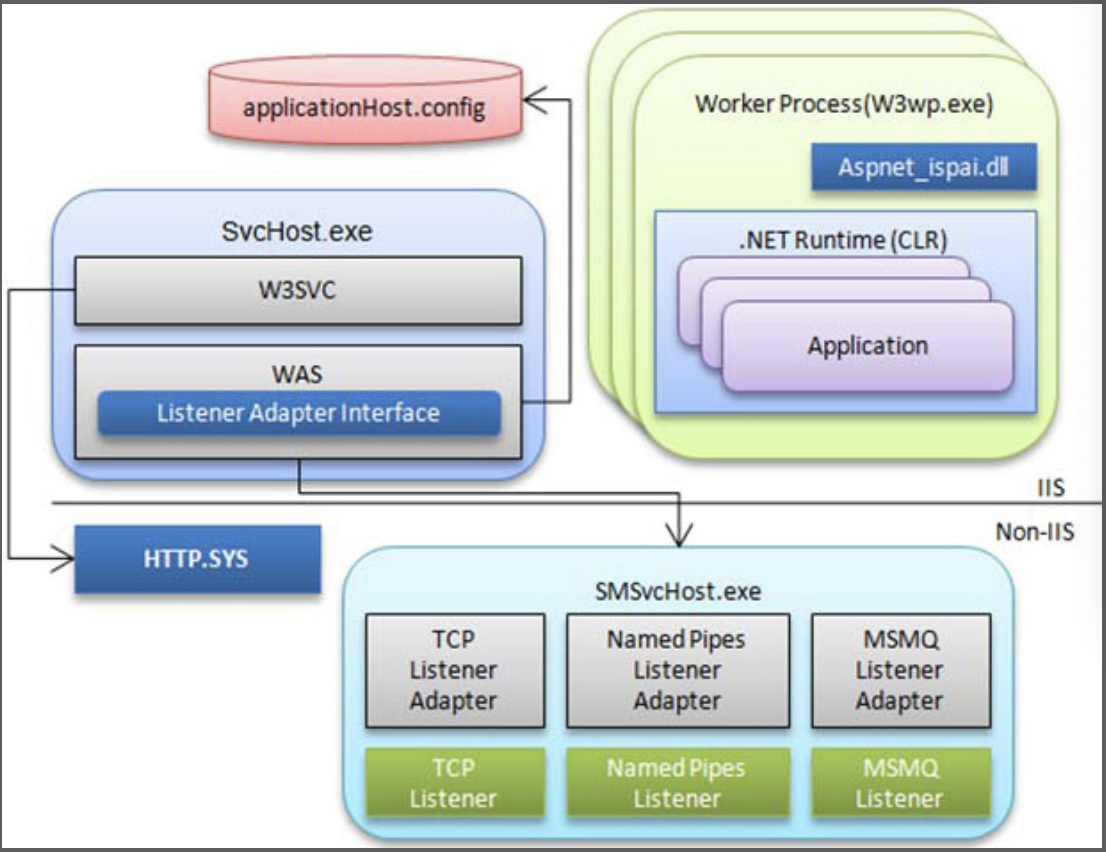 applicationHost.config
Worker Process(W3wp.exe)
Aspnet_ispai.dll
.NET Runtime (CLR)
Application
SvcHost.exe
W3SVC
WAS
Listener Adapter Interface
IIS
Non-IIS
HTTP.SYS
SMSvcHost.exe
TCP
Listener
Adapter
Named Pipes
Listener
Adapter
MSMQ
Listener
Adapter
TCP
Listener
Named Pipes
Listener
MSMQ
Listener